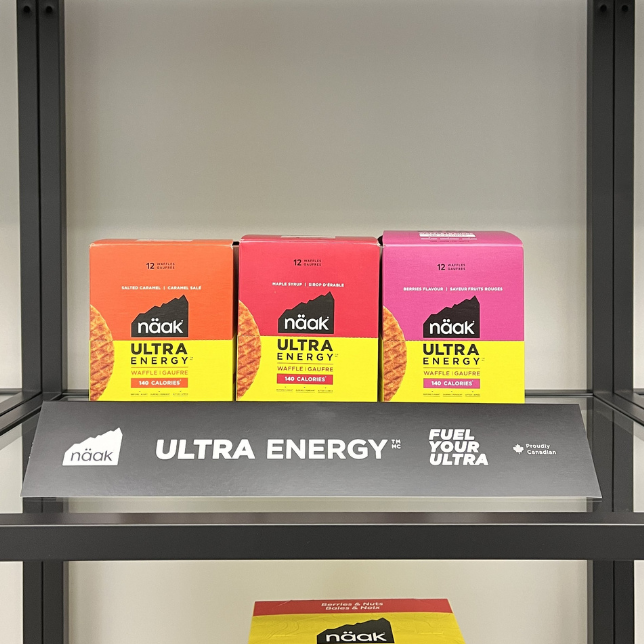 12 WAFFLES
GAUFRES
SALTED CARAMEL | CARAMEL SALÉ
näak
ULTRA
ENERGY
WAFFLE | GAUFRE
140 CALORIES
12 WAFFLES
GAUFRES
MAPLE SYRUP | SIROP D'ÉRABLE
näak
ULTRA
ENERGY
WAFFLE | GAUFRE
140 CALORIES
12 WAFFLES
GAUFRES
BERRIES FLAVOUR | SAVEUR FRUITS ROUGES
näak
ULTRA
ENERGY
WAFFLE | GAUFRE
140 CALORIES
näak
ULTRA ENERGY TM MC
FUEL
YOUR
ULTRA
Proudly
Canadian
Berries & Nuts
Baies & Noix
näak